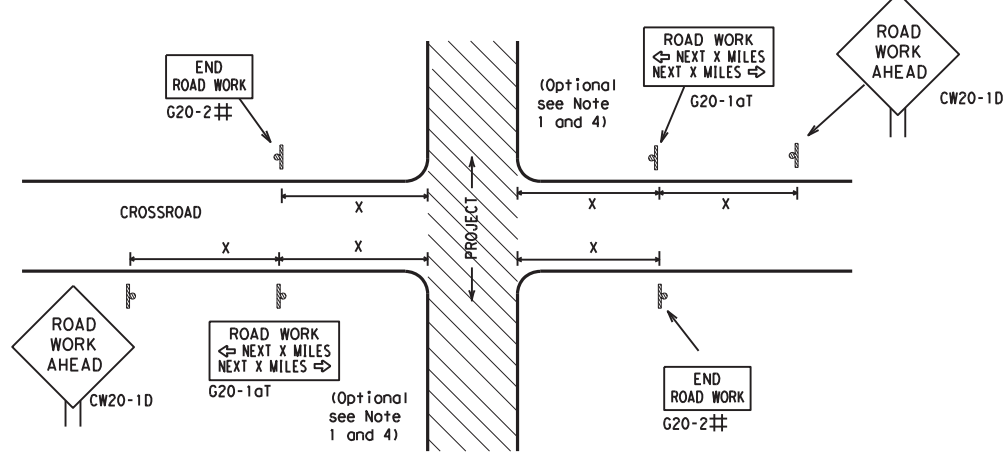 END
ROAD WORK
G20-2#
(Optional
see Note
1 and 4)
ROAD WORK
⇦ NEXT X MILES
NEXT X MILES ⇨
G20-1aT
ROAD
WORK
AHEAD
CW20-1D
X
X
X
CROSSROAD
PROJECT
X
X
X
ROAD
WORK
AHEAD
CW20-1D
ROAD WORK
⇦ NEXT X MILES
NEXT X MILES ⇨
G20-1aT
(Optional
see Note
1 and 4)
END
ROAD WORK
G20-2#